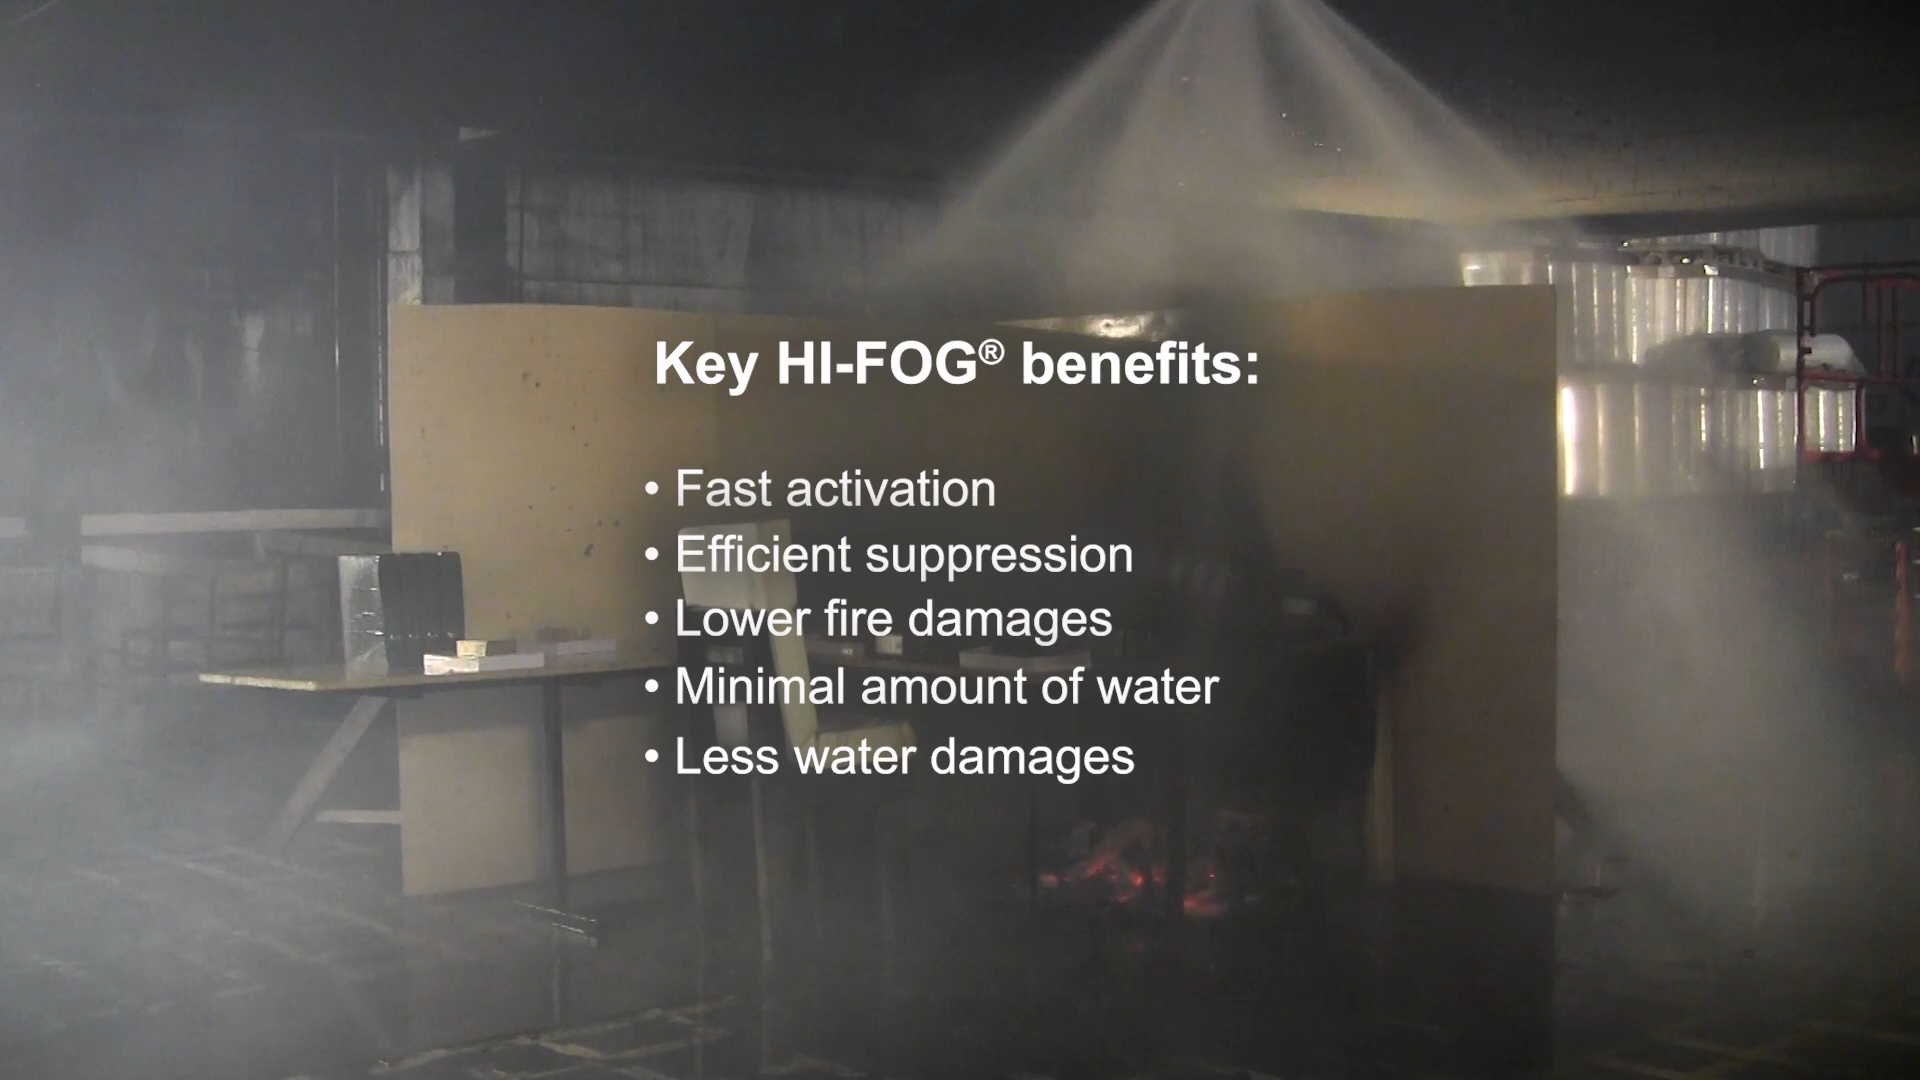 Key HI-FOG® benefits:
• Fast activation
• Efficient suppression
• Lower fire damages
• Minimal amount of water
• Less water damages